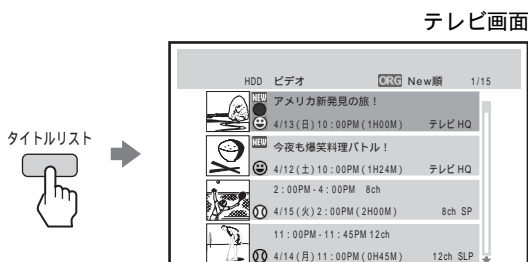 テレビ画面
HDD ビデオ ORG New順 1/15
NEW アメリカ新発見の旅！
4/13(日)10：00PM(1H00M) テレビ HQ
タイトルリスト
NEW 今夜も爆笑料理バトル！
4/12(土)10：00PM(1H24M) テレビ HQ
2：00PM-4：00PM 8ch
4/15(火)2：00PM(2H00M) 8ch SP
11：00PM-11：45PM 12ch
4/14(月)11：00PM(0H45M) 12ch SLP